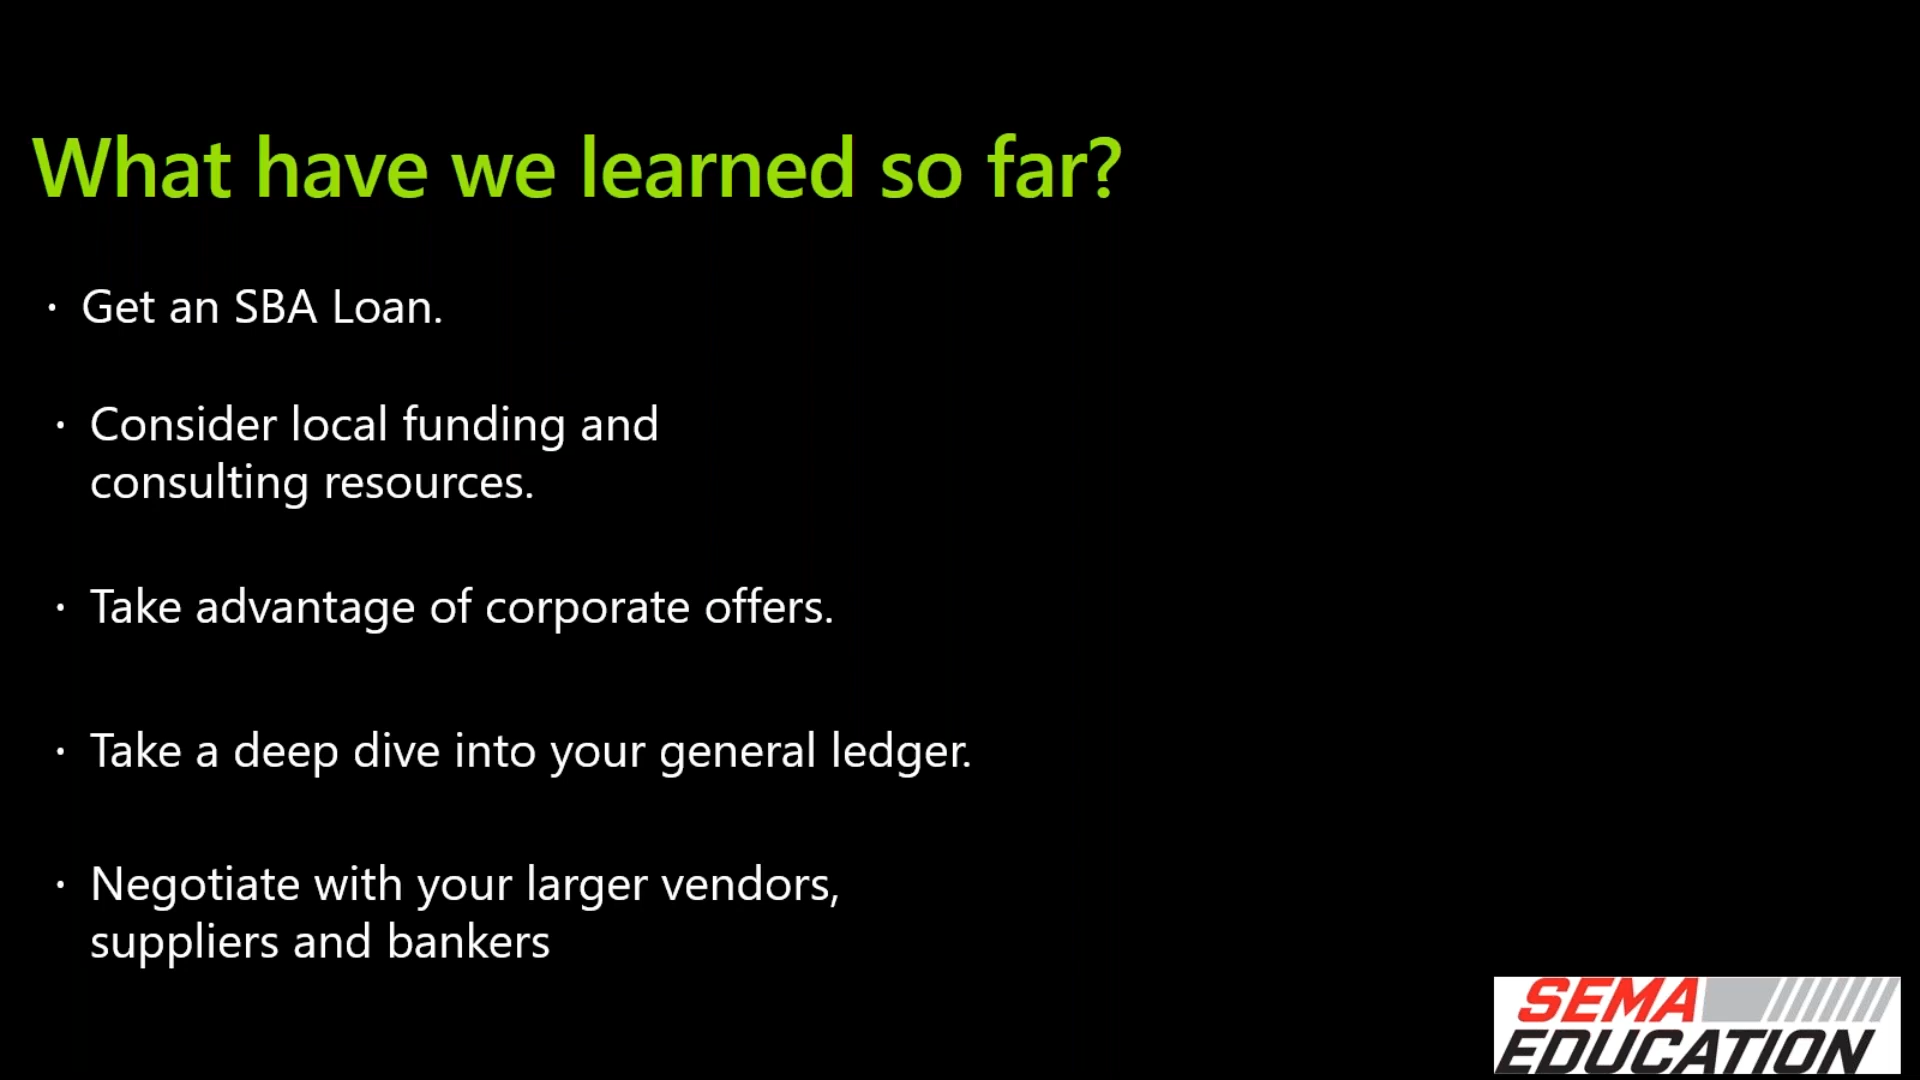 What have we learned so far?
· Get an SBA Loan.
· Consider local funding and
consulting resources.
· Take advantage of corporate offers.
· Take a deep dive into your general ledger.
· Negotiate with your larger vendors,
suppliers and bankers
SEMA
EDUCATION